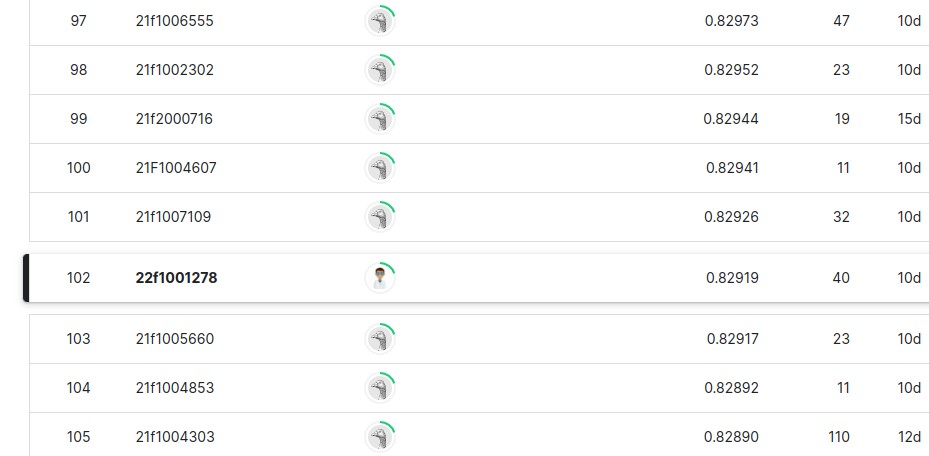 97 21f1006555 0.82973 47 10d
98 21f1002302 0.82952 23 10d
99 21f2000716 0.82944 19 15d
100 21F1004607 0.82941 11 10d
101 21f1007109 0.82926 32 10d
102 22f1001278 0.82919 40 10d
103 21f1005660 0.82917 23 10d
104 21f1004853 0.82892 11 10d
105 21f1004303 0.82890 110 12d